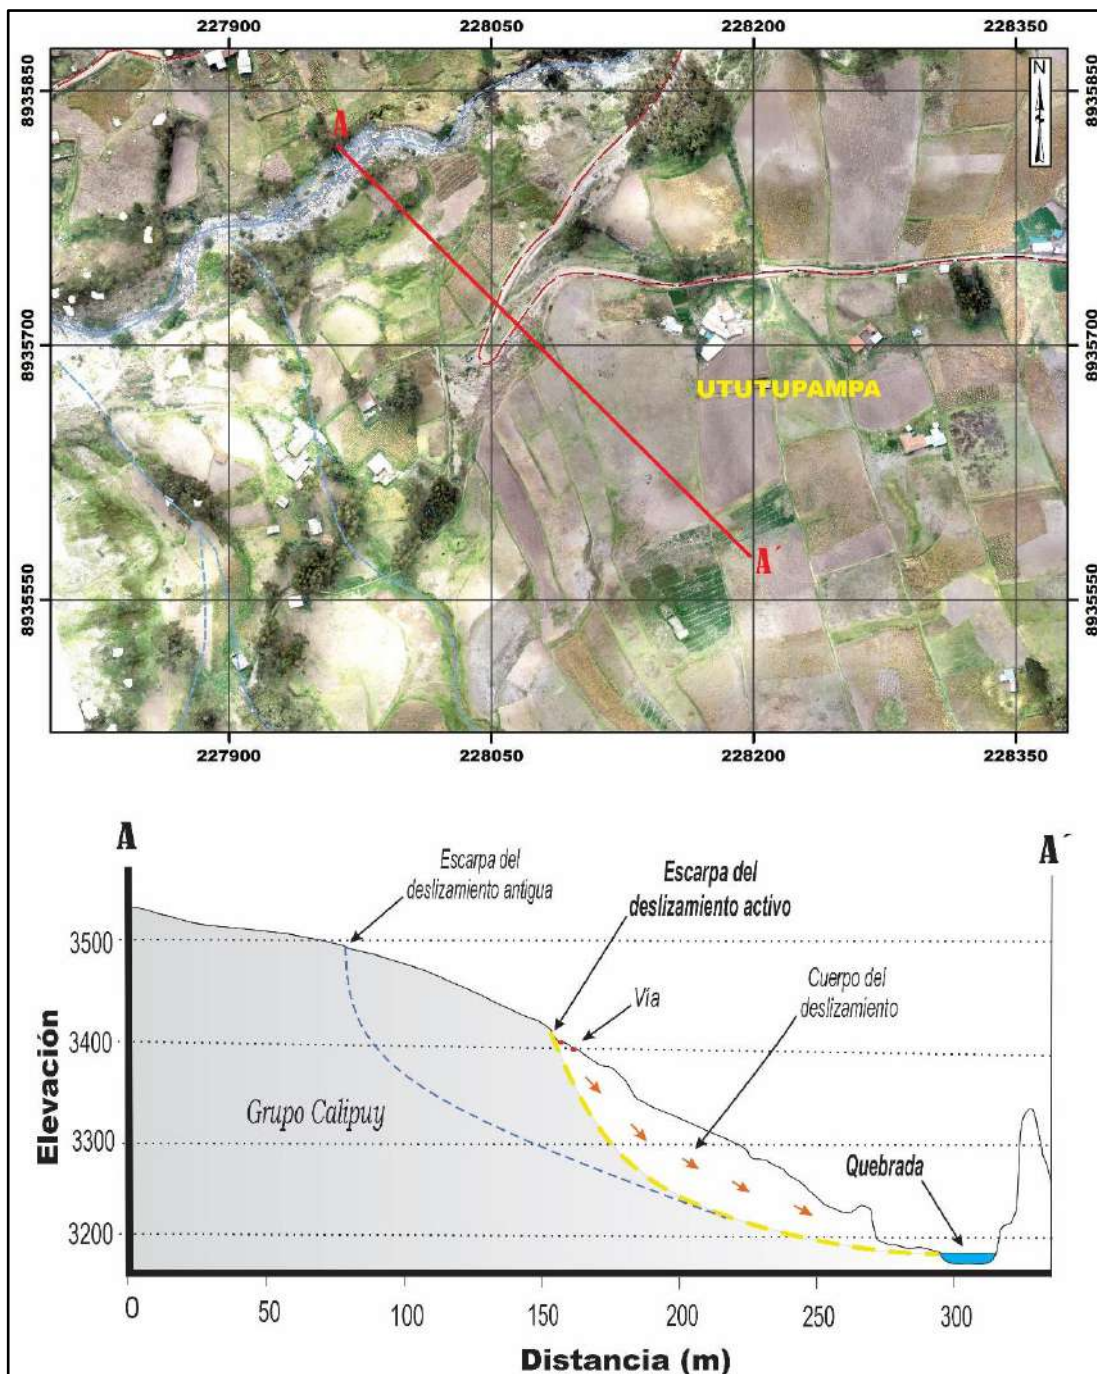 227900 228050 228200 228350
8935850 8935850
N
A
8935700 8935700
UTUTUPAMPA
A´
8935550 8935550
227900 228050 228200 228350
A A´
Escarpa del
deslizamiento antigua
Escarpa del
deslizamiento activo
Cuerpo del
deslizamiento
Vía
Grupo Calipuy
Quebrada
Elevación
3500
3400
3300
3200
0 50 100 150 200 250 300
Distancia (m)